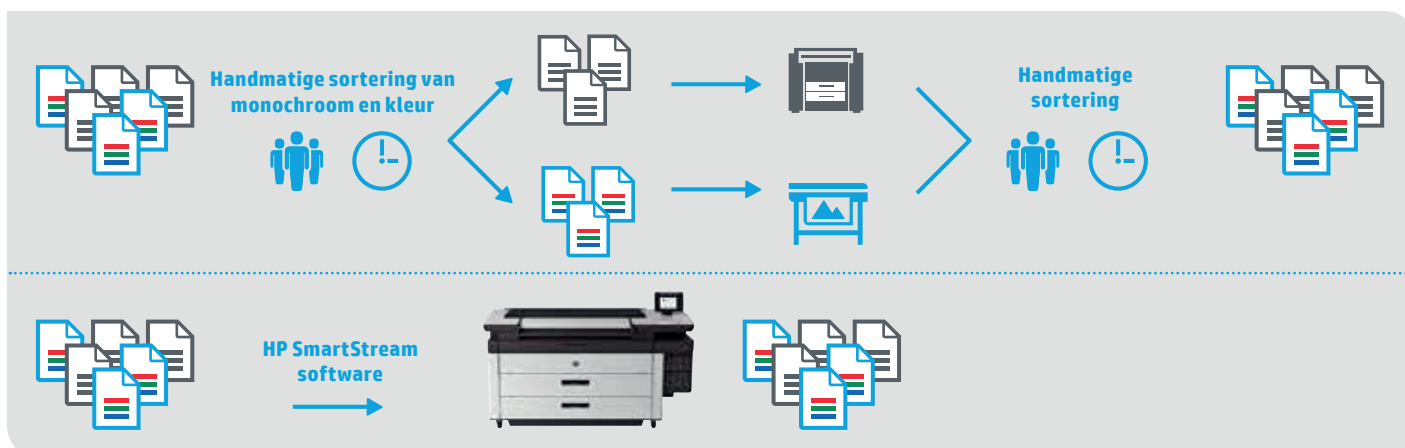 Handmatige sortering van
monochroom en kleur
Handmatige
sortering
HP SmartStream
software